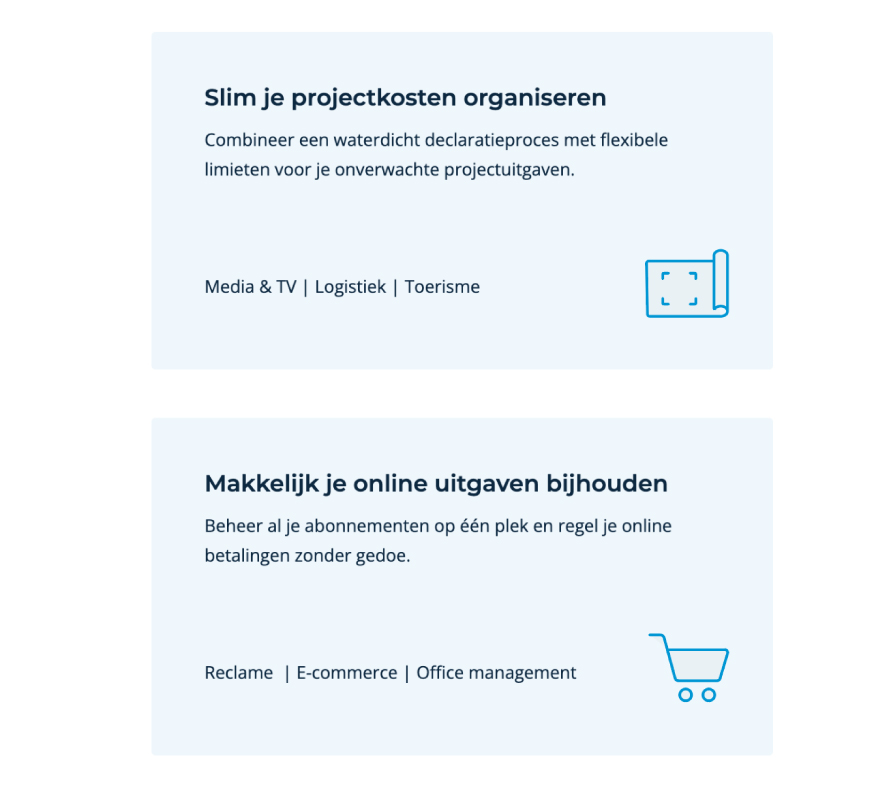 Slim je projectkosten organiseren
Combineer een waterdicht declaratieproces met flexibele
limieten voor je onverwachte projectuitgaven.
Media & TV | Logistiek | Toerisme
Makkelijk je online uitgaven bijhouden
Beheer al je abonnementen op één plek en regel je online
betalingen zonder gedoe.
Reclame | E-commerce | Office management